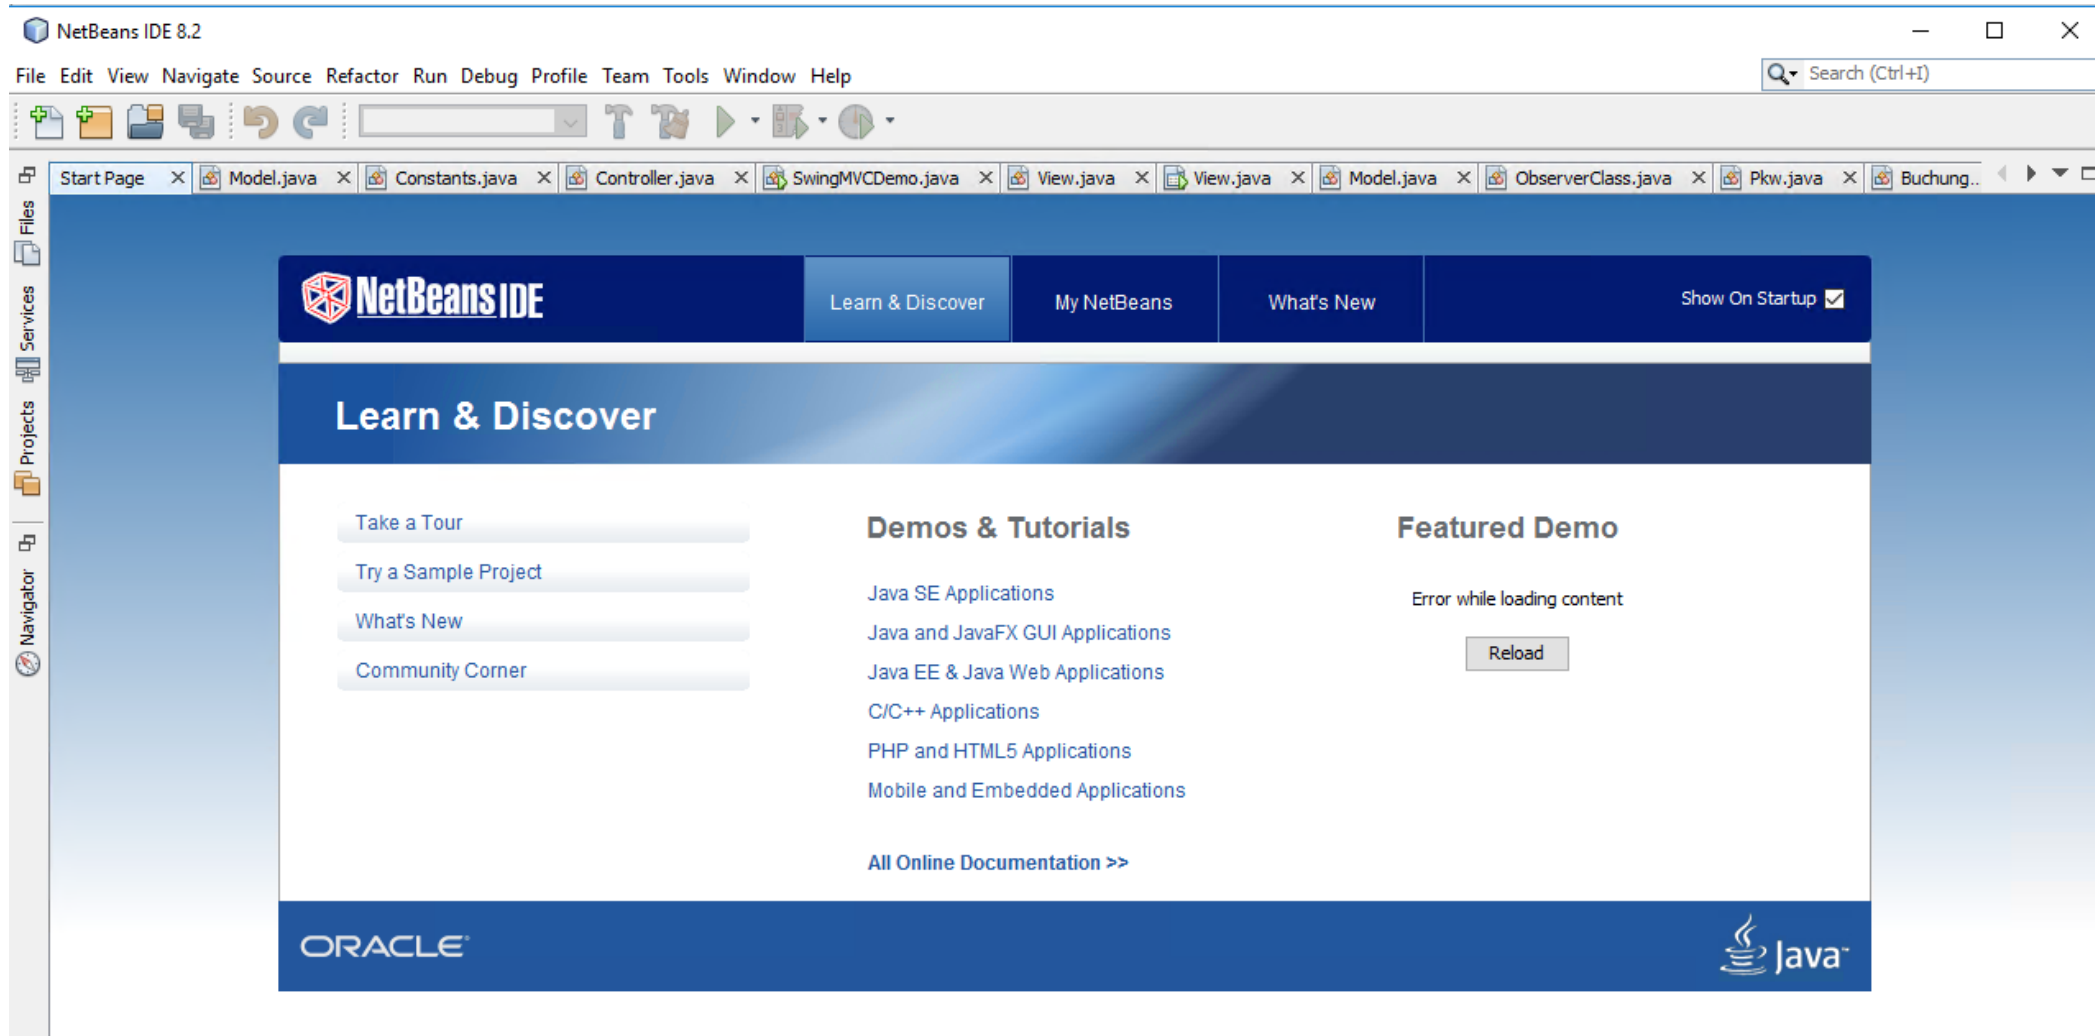 NetBeans IDE 8.2
File Edit View Navigate Source Refactor Run Debug Profile Team Tools Window Help
Search (Ctrl+I)
Start Page Model.java Constants.java Controller.java SwingMVCDemo.java View.java View.java Model.java ObserverClass.java Pkw.java Buchung..
Files
Services
Projects
Navigator
NetBeans IDE
Learn & Discover My NetBeans What's New Show On Startup
Learn & Discover
Take a Tour
Try a Sample Project
What's New
Community Corner
Demos & Tutorials
Java SE Applications
Java and JavaFX GUI Applications
Java EE & Java Web Applications
C/C++ Applications
PHP and HTML5 Applications
Mobile and Embedded Applications
All Online Documentation >>
Featured Demo
Error while loading content
Reload
ORACLE
Java